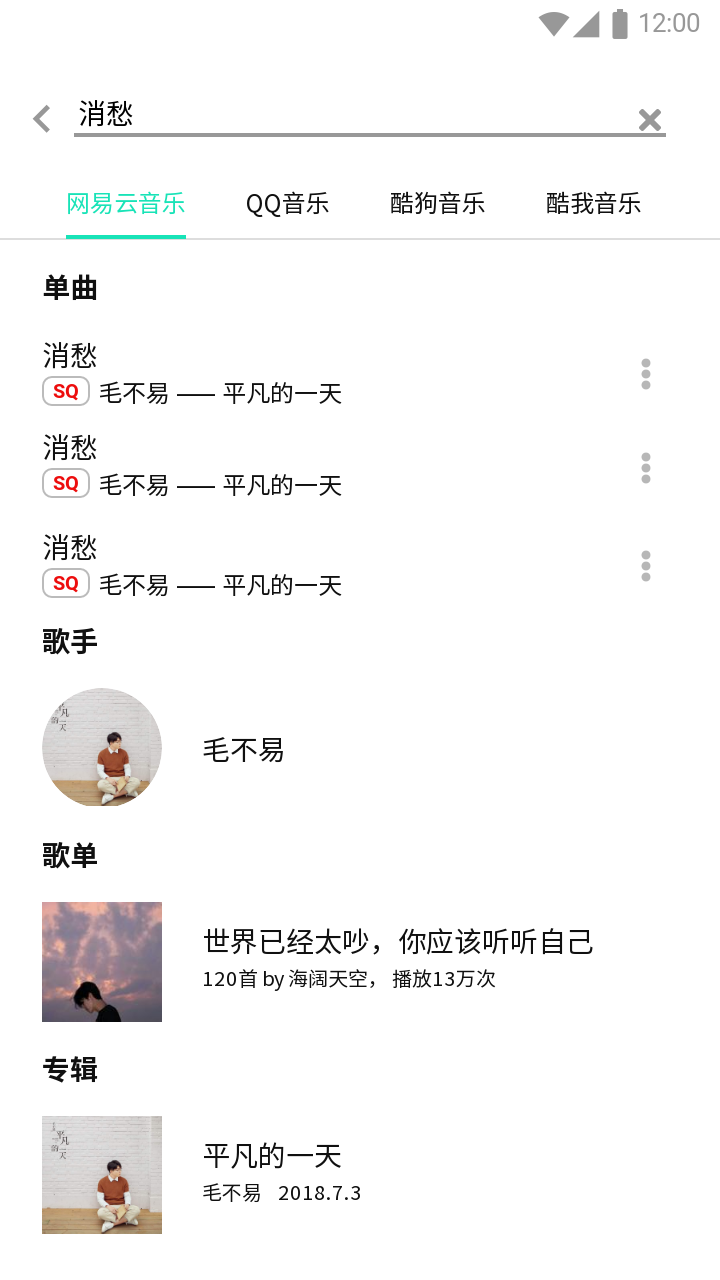 12:00
消愁
网易云音乐 QQ音乐 酷狗音乐 酷我音乐
单曲
消愁
SQ 毛不易 —— 平凡的一天
消愁
SQ 毛不易 —— 平凡的一天
消愁
SQ 毛不易 —— 平凡的一天
歌手
毛不易
歌单
世界已经太吵，你应该听听自己
120首 by 海阔天空， 播放13万次
专辑
平凡的一天
毛不易 2018.7.3